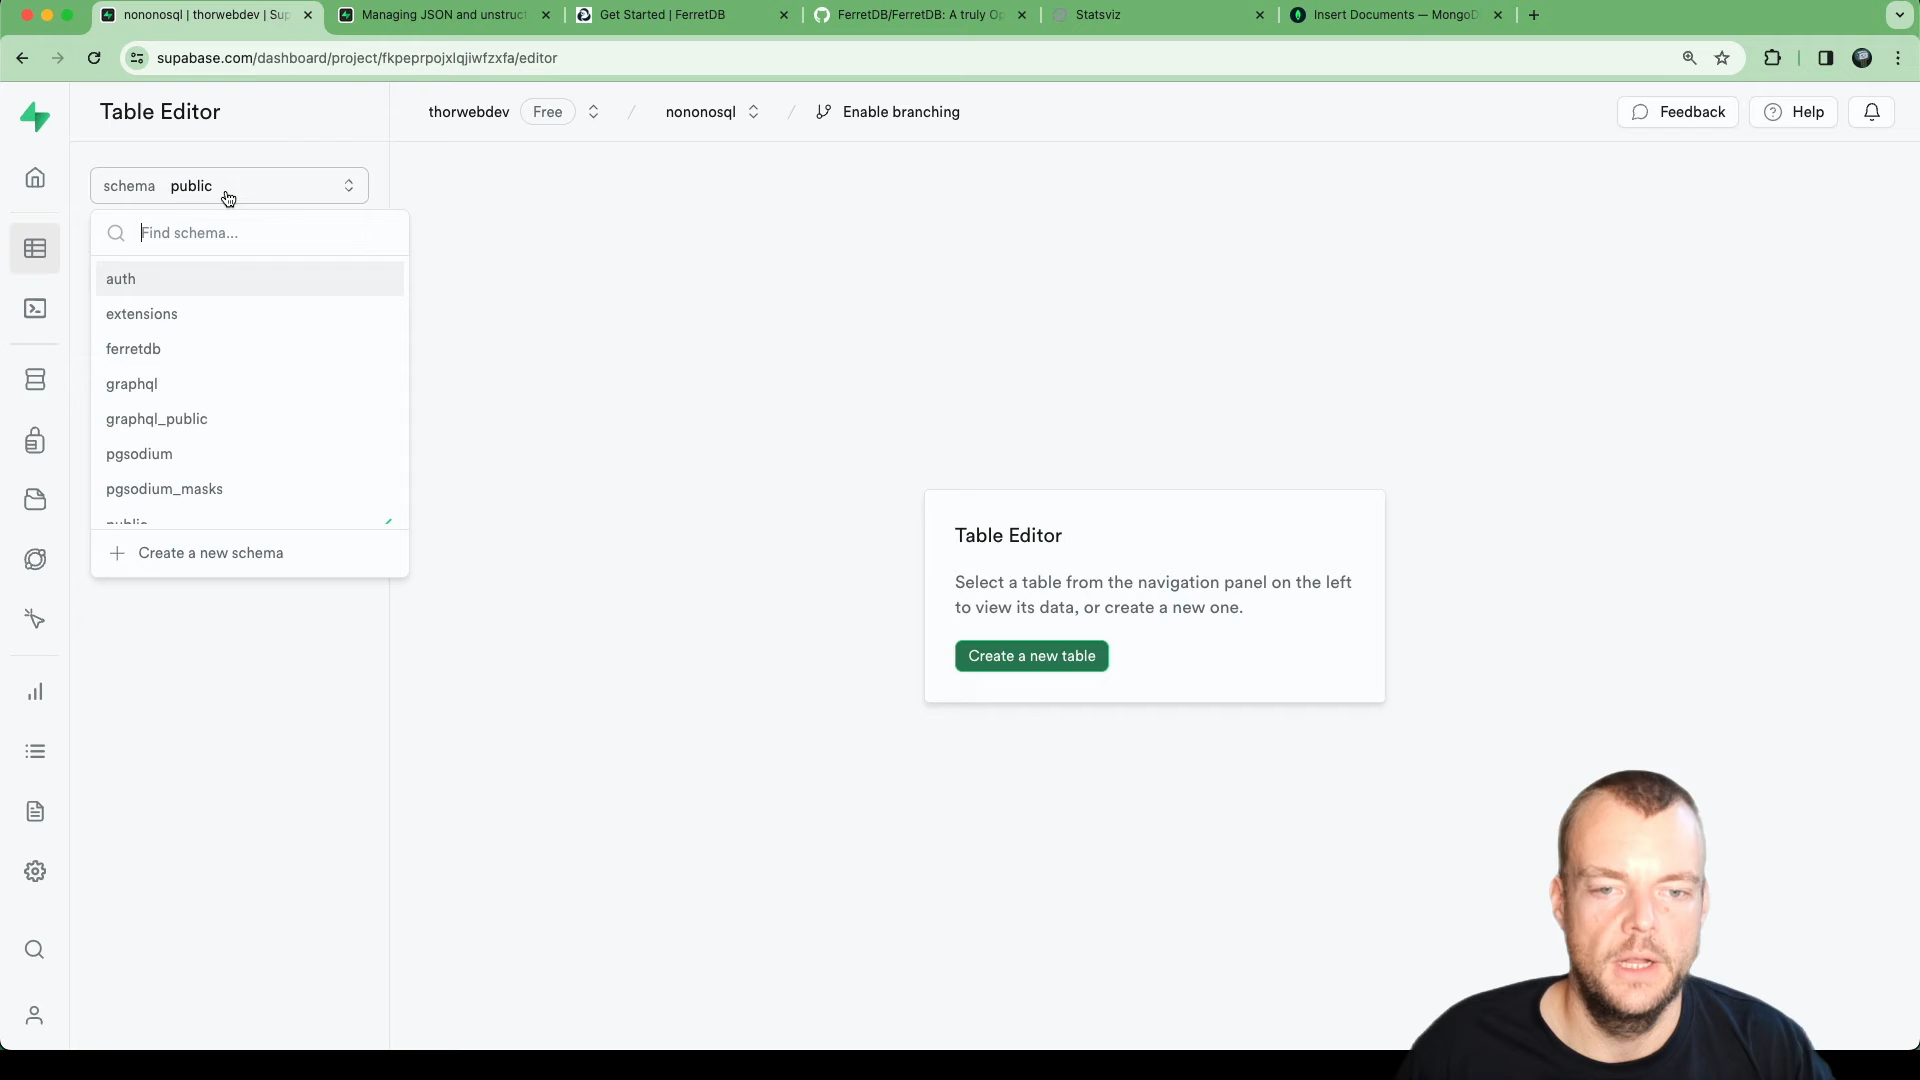 nononosql | thorwebdev | Sup
Managing JSON and unstruct
Get Started | FerretDB
FerretDB/FerretDB: A truly Op
Statsviz
Insert Documents — MongoD
supabase.com/dashboard/project/fkpeprpojxlqjiwfzxfa/editor
Table Editor
thorwebdev Free / nononosql / Enable branching
Feedback
Help
schema public
Find schema...
auth
extensions
ferretdb
graphql
graphql_public
pgsodium
pgsodium_masks
public
Create a new schema
Table Editor
Select a table from the navigation panel on the left
to view its data, or create a new one.
Create a new table